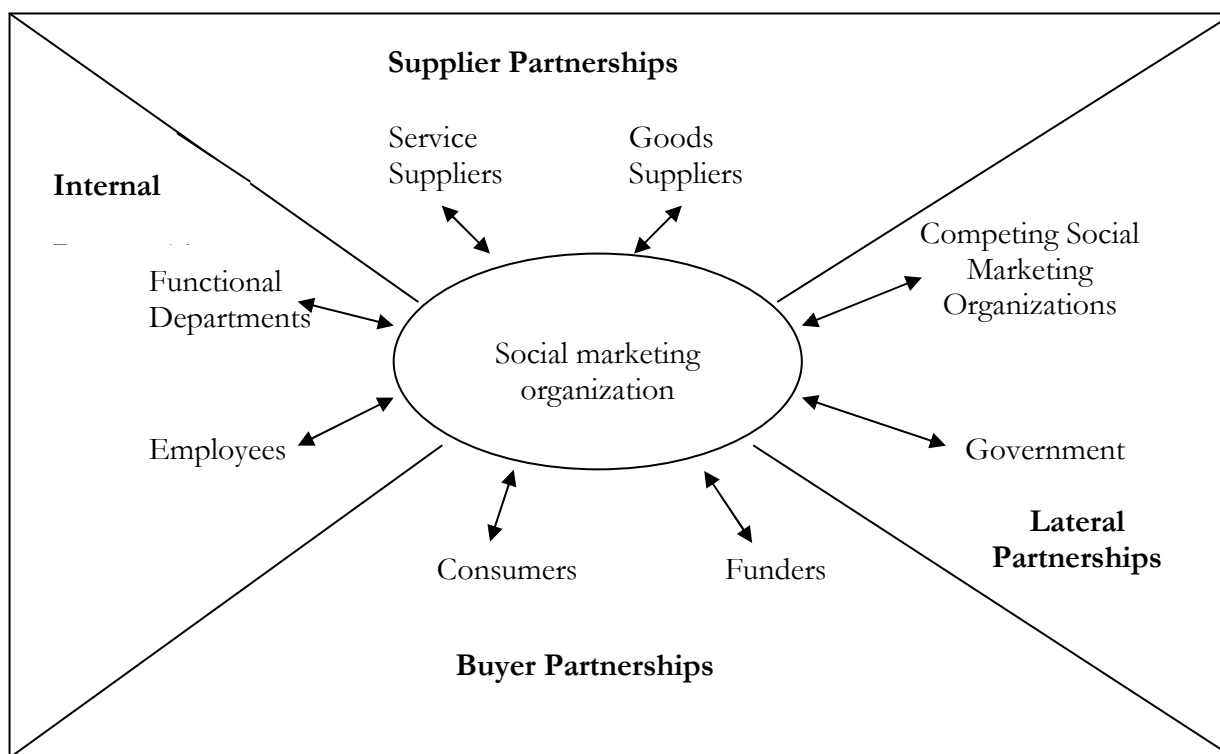 Supplier Partnerships
Service
Suppliers
Goods
Suppliers
Internal
Competing Social
Marketing
Organizations
Functional
Departments
Social marketing
organization
Employees
Government
Lateral
Partnerships
Consumers
Funders
Buyer Partnerships